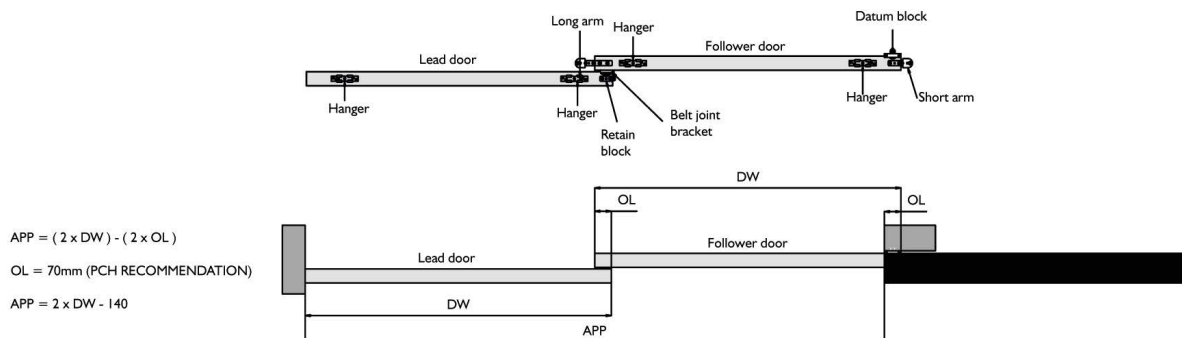 Long arm
Hanger
Datum block
Lead door
Follower door
Hanger
Hanger
Retain
block
Belt joint
bracket
Hanger
Short arm
DW
OL
OL
APP = ( 2 x DW ) - ( 2 x OL )
OL = 70mm (PCH RECOMMENDATION)
APP = 2 x DW - 140
Lead door
Follower door
DW
APP